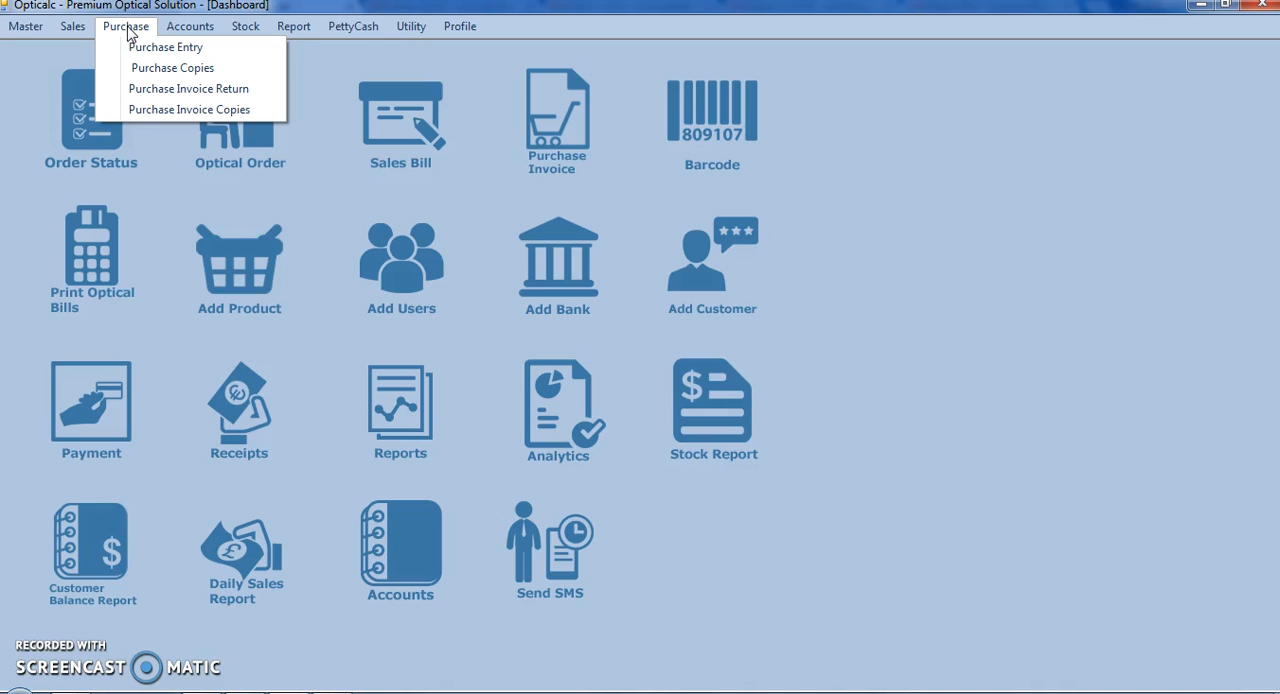 Opticalc - Premium Optical Solution - [Dashboard]
Master Sales Purchase Accounts Stock Report PettyCash Utility Profile
Purchase Entry
Purchase Copies
Purchase Invoice Return
Purchase Invoice Copies
Order Status
Optical Order
Sales Bill
Purchase
Invoice
809107
Barcode
Print Optical
Bills
Add Product
Add Users
Add Bank
Add Customer
Payment
Receipts
Reports
Analytics
$
Stock Report
$
Customer
Balance Report
£
Daily Sales
Report
Accounts
Send SMS
RECORDED WITH
SCREENCAST MATIC